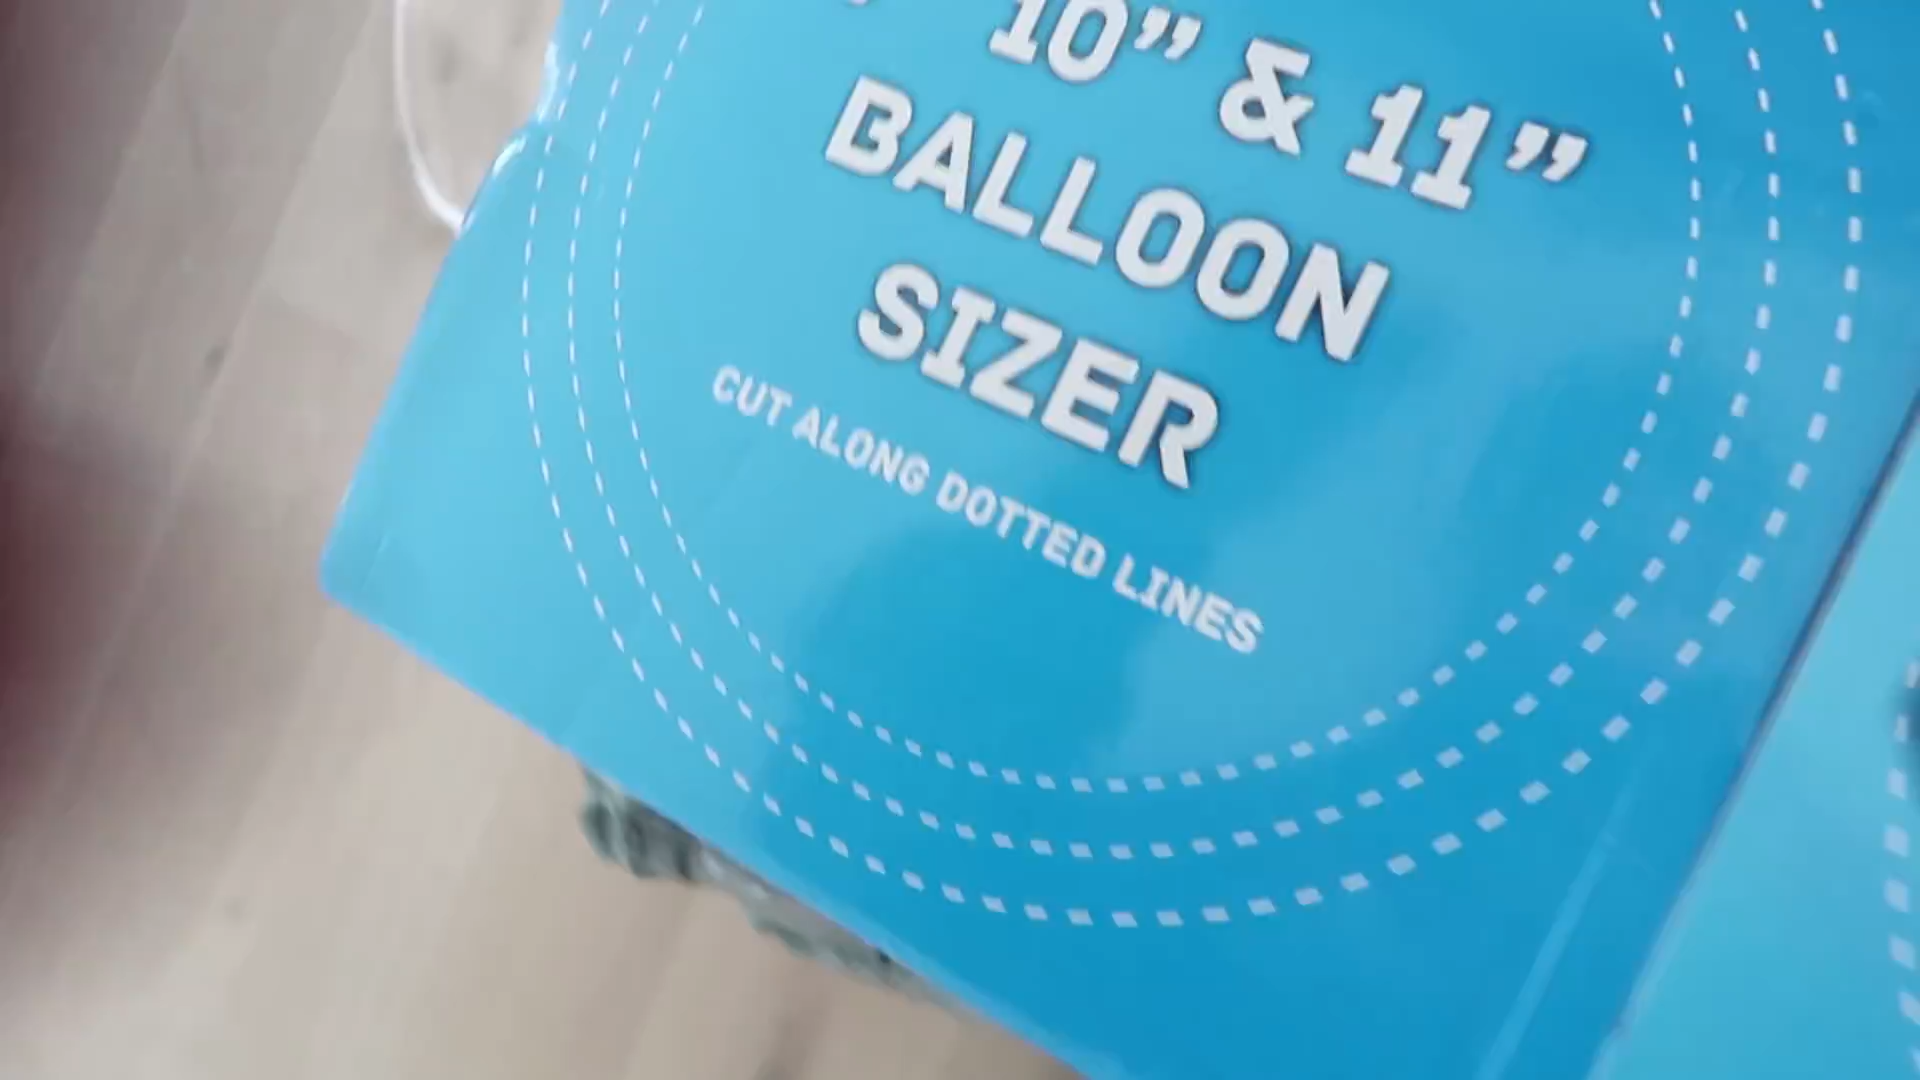 10” & 11”
BALLOON
SIZER
CUT ALONG DOTTED LINES